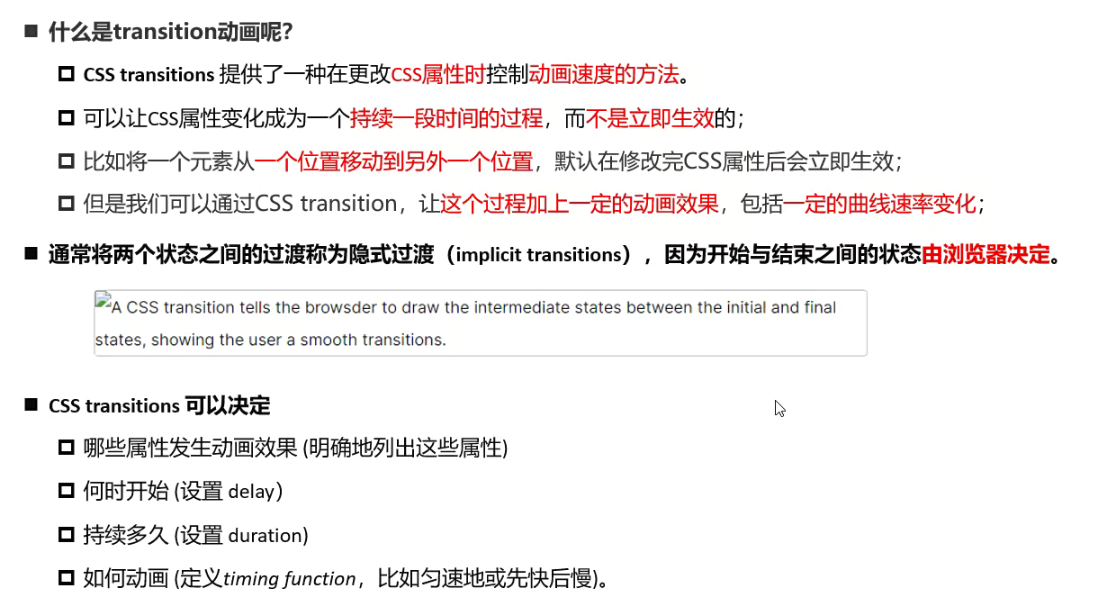 什么是transition动画呢？
CSS transitions 提供了一种在更改CSS属性时控制动画速度的方法。
可以让CSS属性变化成为一个持续一段时间的过程，而不是立即生效的；
比如将一个元素从一个位置移动到另外一个位置，默认在修改完CSS属性后会立即生效；
但是我们可以通过CSS transition，让这个过程加上一定的动画效果，包括一定的曲线速率变化；
通常将两个状态之间的过渡称为隐式过渡（implicit transitions），因为开始与结束之间的状态由浏览器决定。
A CSS transition tells the browsder to draw the intermediate states between the initial and final
states, showing the user a smooth transitions.
CSS transitions 可以决定
哪些属性发生动画效果 (明确地列出这些属性)
何时开始 (设置 delay）
持续多久 (设置 duration)
如何动画 (定义timing function，比如匀速地或先快后慢)。